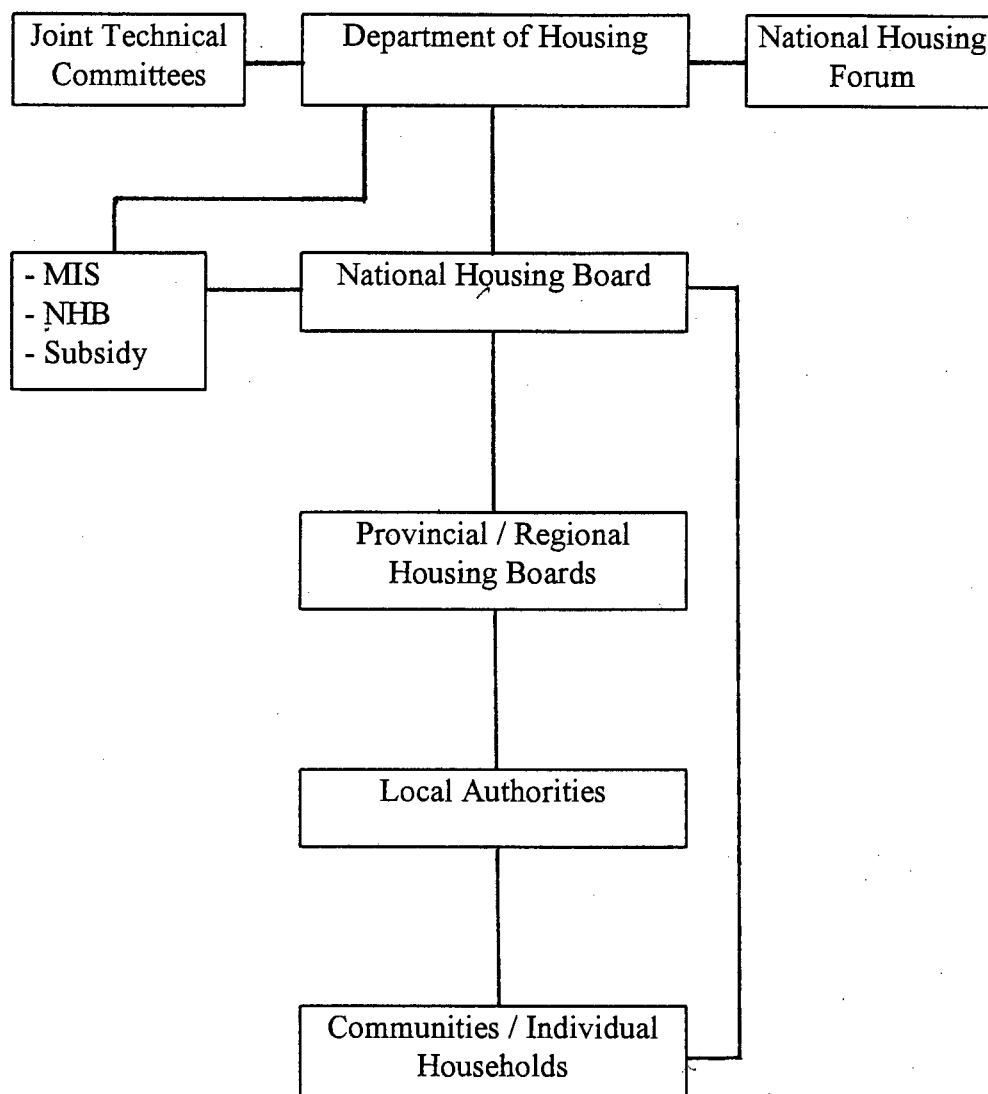 Joint Technical
Committees
Department of Housing
National Housing
Forum
- MIS
- NHB
- Subsidy
National Housing Board
Provincial / Regional
Housing Boards
Local Authorities
Communities / Individual
Households